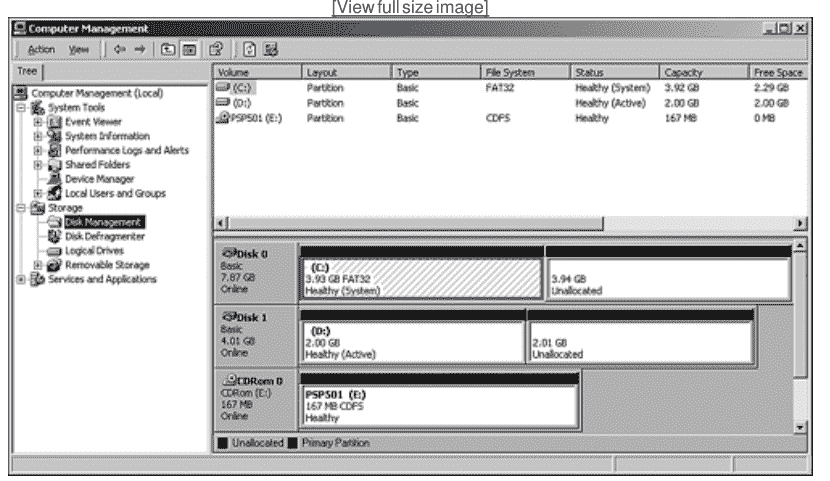 [View full size image]
Computer Management
Action View
Tree
Computer Management (Local)
System Tools
Event Viewer
System Information
Performance Logs and Alerts
Shared Folders
Device Manager
Local Users and Groups
Storage
Disk Management
Disk Defragmenter
Logical Drives
Removable Storage
Services and Applications
Volume Layout Type File System Status Capacity Free Space
(C:) Partition Basic FAT32 Healthy (System) 3.92 GB 2.29 GB
(D:) Partition Basic Healthy (Active) 2.00 GB 2.00 GB
PSP501 (E:) Partition Basic CDFS Healthy 167 MB 0 MB
Disk 0
Basic
7.87 GB
Online
(C:)
3.93 GB FAT32
Healthy (System)
3.94 GB
Unallocated
Disk 1
Basic
4.01 GB
Online
(D:)
2.00 GB
Healthy (Active)
2.01 GB
Unallocated
CDRom 0
CDRom (E:)
167 MB
Online
PSP501 (E:)
167 MB CDFS
Healthy
Unallocated Primary Partition